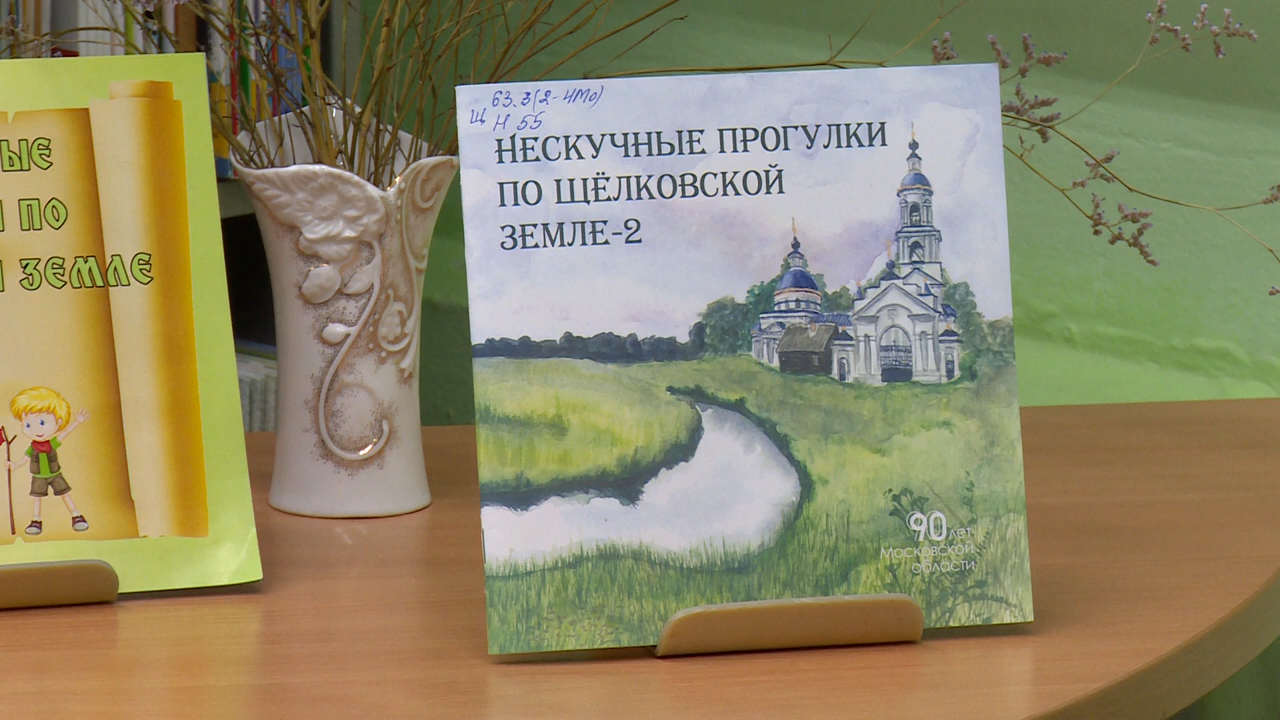 ЫЕ
И ПО
Й ЗЕМЛЕ
63.3(2-4Мо)
Щ Н 55
НЕСКУЧНЫЕ ПРОГУЛКИ
ПО ЩЁЛКОВСКОЙ
ЗЕМЛЕ-2
90 лет
Московской
области